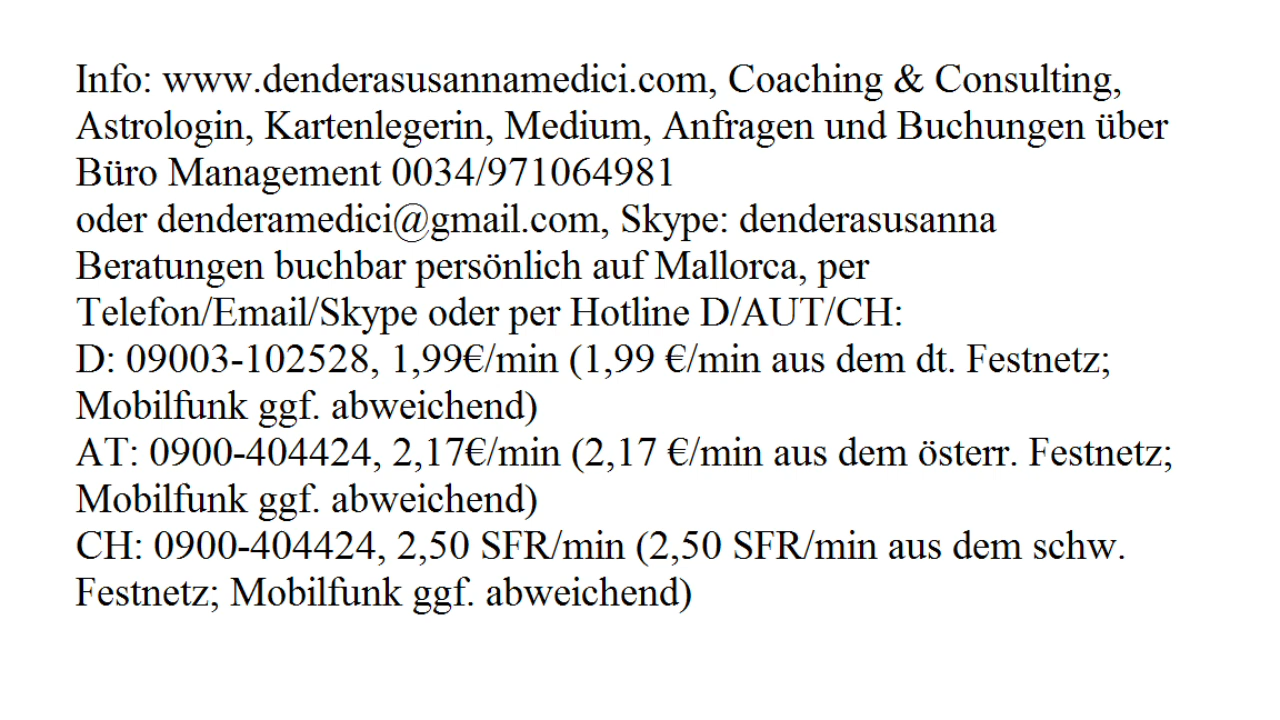 Info: www.denderasusannamedici.com, Coaching & Consulting,
Astrologin, Kartenlegerin, Medium, Anfragen und Buchungen über
Büro Management 0034/971064981
oder denderamedici@gmail.com, Skype: denderasusanna
Beratungen buchbar persönlich auf Mallorca, per
Telefon/Email/Skype oder per Hotline D/AUT/CH:
D: 09003-102528, 1,99€/min (1,99 €/min aus dem dt. Festnetz;
Mobilfunk ggf. abweichend)
AT: 0900-404424, 2,17€/min (2,17 €/min aus dem österr. Festnetz;
Mobilfunk ggf. abweichend)
CH: 0900-404424, 2,50 SFR/min (2,50 SFR/min aus dem schw.
Festnetz; Mobilfunk ggf. abweichend)